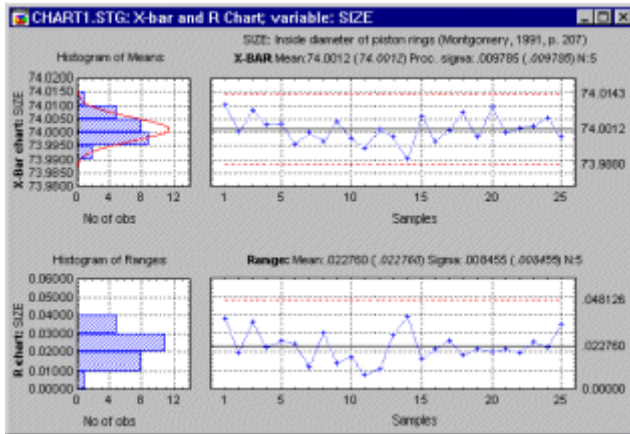 CHART1.STG: X-bar and R Chart; variable: SIZE
SIZE: Inside diameter of piston rings (Montgomery, 1991, p. 207)
Histogram of Means
X-BAR Mean:74.0012 (74.0012) Proc. sigma:.009785 (.009785) N:5
X-Bar chart: SIZE
74.0200
74.0150
74.0100
74.0050
74.0000
73.9950
73.9900
73.9850
73.9800
74.0143
74.0012
73.9880
0 4 8 12
1 5 10 15 20 25
No of obs
Samples
Histogram of Ranges
Range: Mean:.022760 (.022760) Sigma:.008455 (.008455) N:5
R chart: SIZE
0.06000
0.05000
0.04000
0.03000
0.02000
0.01000
0.00000
.048126
.022760
0.00000
0 4 8 12
1 5 10 15 20 25
No of obs
Samples